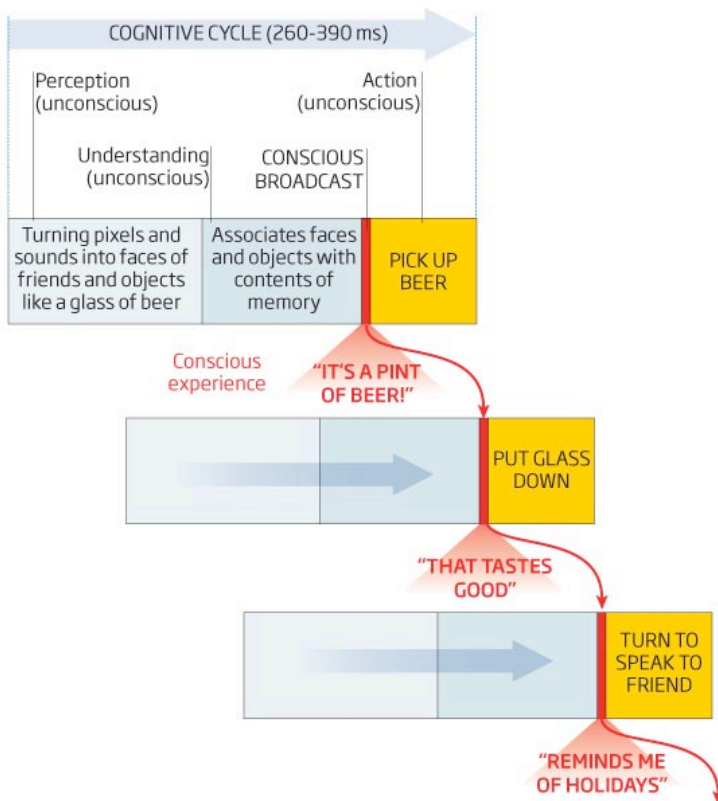 COGNITIVE CYCLE (260-390 ms)
Perception
(unconscious)
Action
(unconscious)
Understanding
(unconscious)
CONSCIOUS
BROADCAST
Turning pixels and
sounds into faces of
friends and objects
like a glass of beer
Associates faces
and objects with
contents of
memory
PICK UP
BEER
Conscious
experience
“IT'S A PINT
OF BEER!”
PUT GLASS
DOWN
“THAT TASTES
GOOD”
TURN TO
SPEAK TO
FRIEND
“REMINDS ME
OF HOLIDAYS”